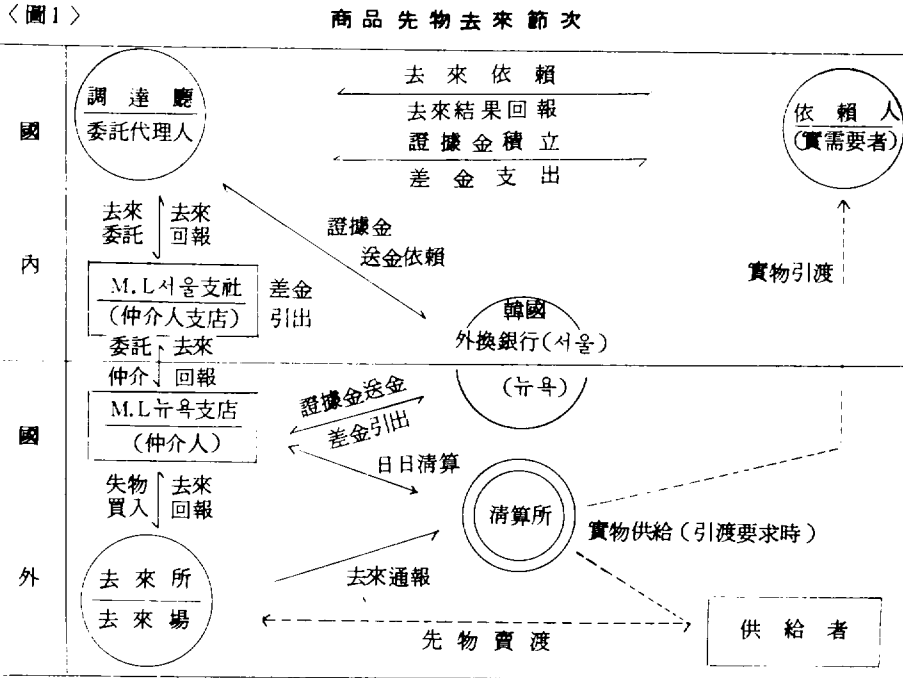 〈圖1〉
商品先物去來節次
國
內
國
外
調達廳
委託代理人
去來依賴
去來結果回報
證據金積立
差金支出
依賴人
(實需要者)
去來
委託
去來
回報
證據金
送金依賴
實物引渡
M.L서울支社
(仲介人支店)
差金
引出
韓國
外換銀行(서울)
(뉴욕)
委託
仲介
去來
回報
M.L뉴욕支店
(仲介人)
證據金送金
差金引出
日日清算
失物
買入
去來
回報
清算所
實物供給(引渡要求時)
去來所
去來場
去來通報
先物賣渡
供給者